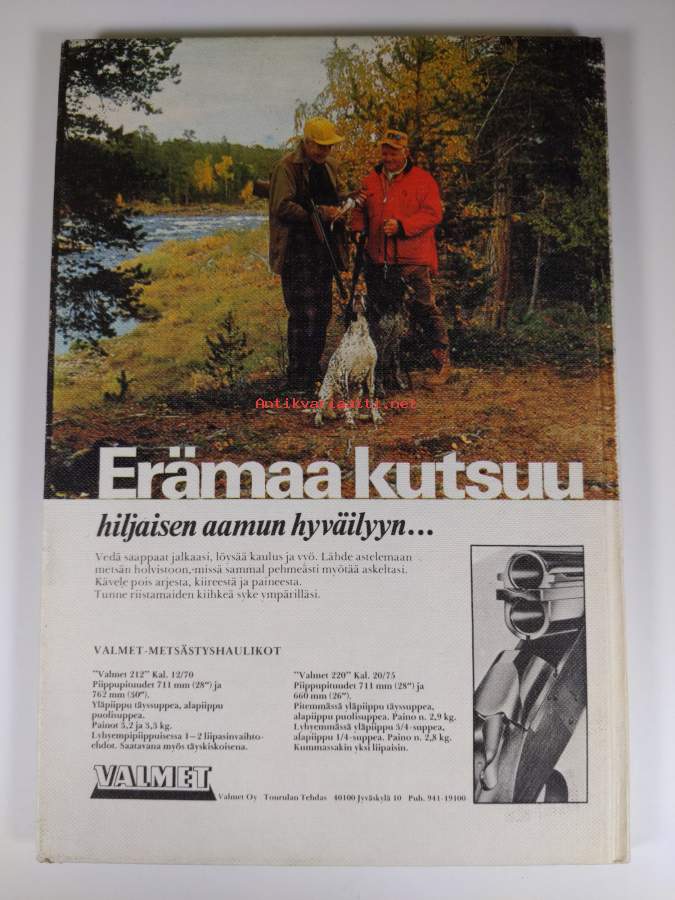 Antikvariaatti.net
Erämaa kutsuu
hiljaisen aamun hyväilyyn...
Vedä saappaat jalkaasi, löysää kaulus ja vyö. Lähde astelemaan
metsän holvistoon, missä sammal pehmeästi myötää askeltasi.
Kävele pois arjesta, kiireestä ja paineesta.
Tunne riistamaiden kiihkeä syke ympärilläsi.
VALMET-METSÄSTYSHAULIKOT
"Valmet 212" Kal. 12/70
Piippupituudet 711 mm (28") ja
762 mm (30").
Yläpiippu täyssuppea, alapiippu
puolisuppea.
Painot 3,2 ja 3,3 kg.
Lyhyempipiippuisessa 1–2 liipasinvaihto-
ehdot. Saatavana myös täyskiskoisena.
"Valmet 220" Kal. 20/75
Piippupituudet 711 mm (28") ja
660 mm (26").
Pitemmässä yläpiippu täyssuppea,
alapiippu puolisuppea. Paino n. 2,9 kg.
Lyhyemmässä yläpiippu 3/4-suppea,
alapiippu 1/4-suppea. Paino n. 2,8 kg.
Kummassakin yksi liipaisin.
VALMET
Valmet Oy Tourulan Tehdas 40100 Jyväskylä 10 Puh. 941-19100